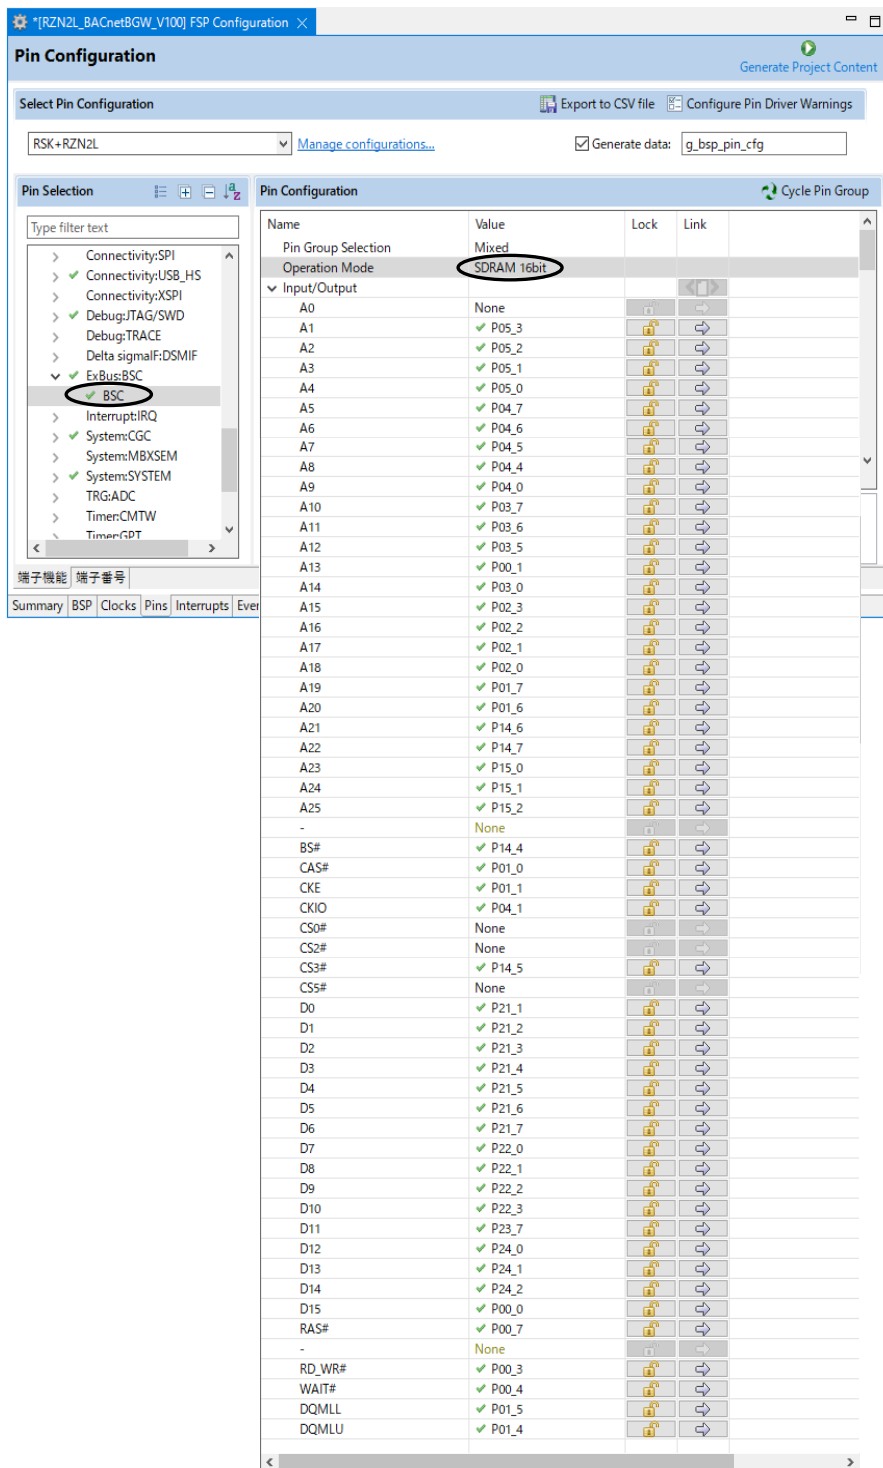 *[RZN2L_BACnetBGW_V100] FSP Configuration
Pin Configuration
Generate Project Content
Select Pin Configuration
Export to CSV file
Configure Pin Driver Warnings
RSK+RZN2L
Manage configurations...
Generate data:
g_bsp_pin_cfg
Pin Selection
Type filter text
Connectivity:SPI
Connectivity:USB_HS
Connectivity:XSPI
Debug:JTAG/SWD
Debug:TRACE
Delta sigmaIF:DSMIF
ExBus:BSC
BSC
Interrupt:IRQ
System:CGC
System:MBXSEM
System:SYSTEM
TRG:ADC
Timer:CMTW
Timer:GPT
端子機能 端子番号
Summary BSP Clocks Pins Interrupts Ever
Pin Configuration
Cycle Pin Group
Name Value Lock Link
Pin Group Selection Mixed
Operation Mode SDRAM 16bit
Input/Output
A0 None
A1 P05_3
A2 P05_2
A3 P05_1
A4 P05_0
A5 P04_7
A6 P04_6
A7 P04_5
A8 P04_4
A9 P04_0
A10 P03_7
A11 P03_6
A12 P03_5
A13 P00_1
A14 P03_0
A15 P02_3
A16 P02_2
A17 P02_1
A18 P02_0
A19 P01_7
A20 P01_6
A21 P14_6
A22 P14_7
A23 P15_0
A24 P15_1
A25 P15_2
- None
BS# P14_4
CAS# P01_0
CKE P01_1
CKIO P04_1
CS0# None
CS2# None
CS3# P14_5
CS5# None
D0 P21_1
D1 P21_2
D2 P21_3
D3 P21_4
D4 P21_5
D5 P21_6
D6 P21_7
D7 P22_0
D8 P22_1
D9 P22_2
D10 P22_3
D11 P23_7
D12 P24_0
D13 P24_1
D14 P24_2
D15 P00_0
RAS# P00_7
- None
RD_WR# P00_3
WAIT# P00_4
DQMLL P01_5
DQMLU P01_4